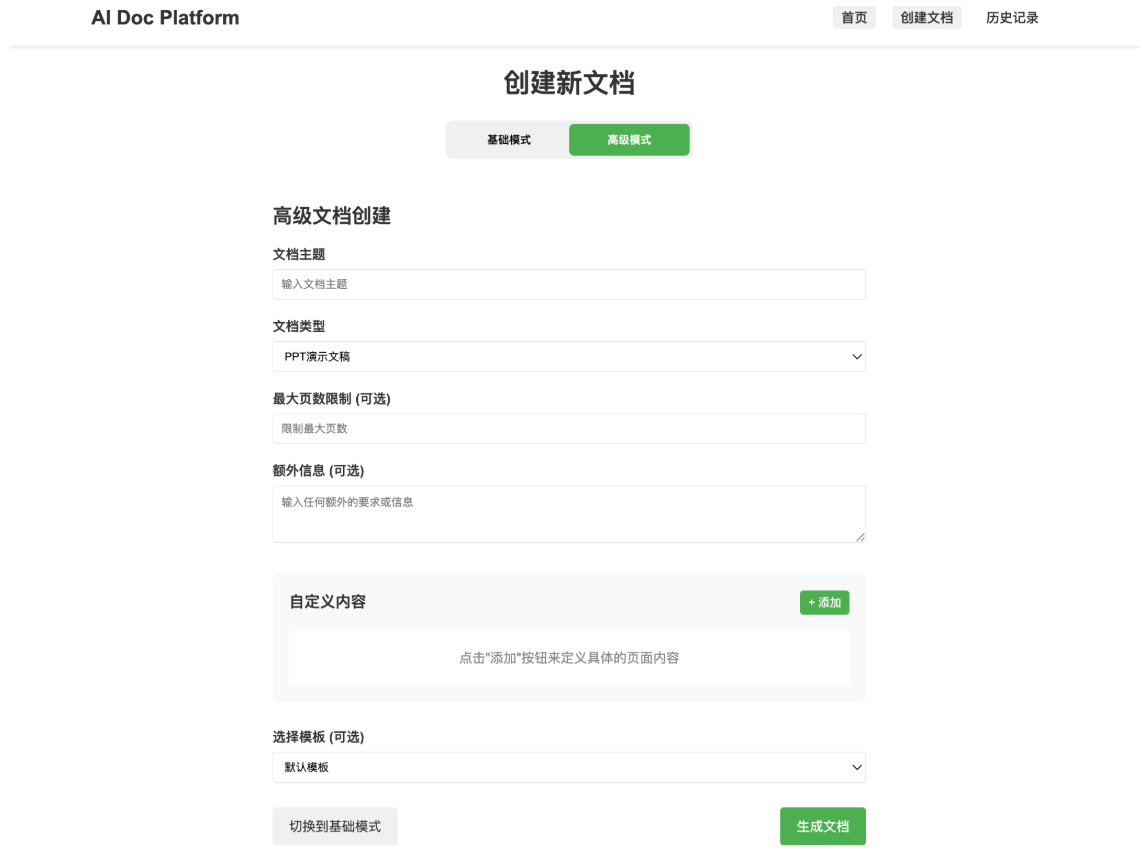 AI Doc Platform
首页 创建文档 历史记录
创建新文档
基础模式 高级模式
高级文档创建
文档主题
输入文档主题
文档类型
PPT演示文稿
最大页数限制 (可选)
限制最大页数
额外信息 (可选)
输入任何额外的要求或信息
自定义内容
+ 添加
点击"添加"按钮来定义具体的页面内容
选择模板 (可选)
默认模板
切换到基础模式 生成文档